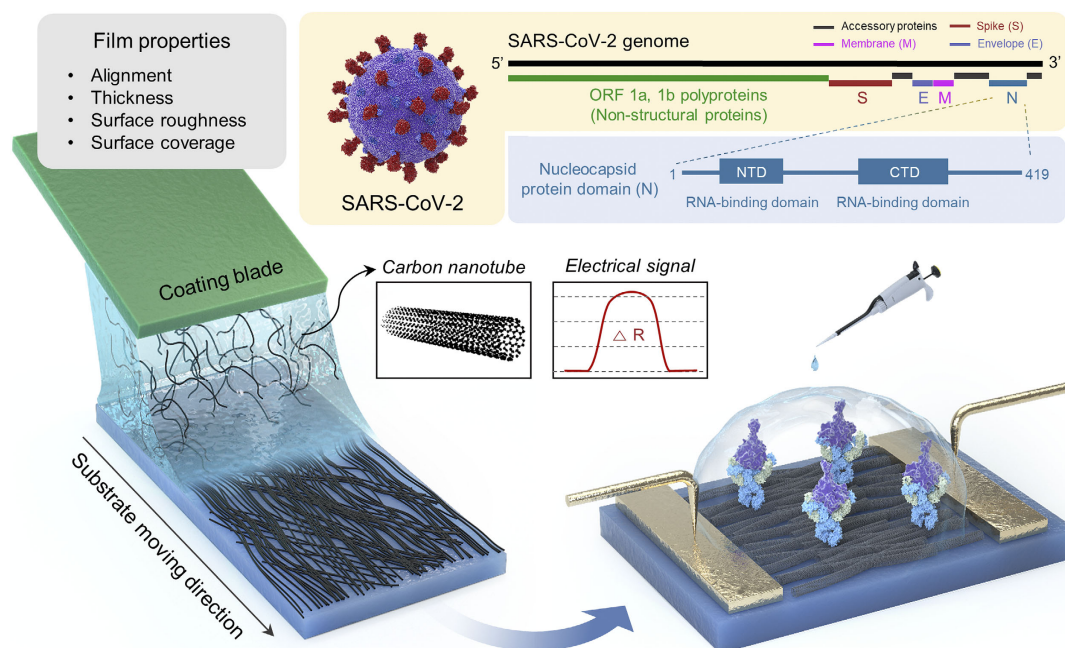 Film properties
• Alignment
• Thickness
• Surface roughness
• Surface coverage
SARS-CoV-2
SARS-CoV-2 genome
Accessory proteins
Spike (S)
Membrane (M)
Envelope (E)
5’
3’
ORF 1a, 1b polyproteins
(Non-structural proteins)
S
E
M
N
Nucleocapsid
protein domain (N)
1
NTD
CTD
419
RNA-binding domain
RNA-binding domain
Coating blade
Carbon nanotube
Electrical signal
△ R
Substrate moving direction